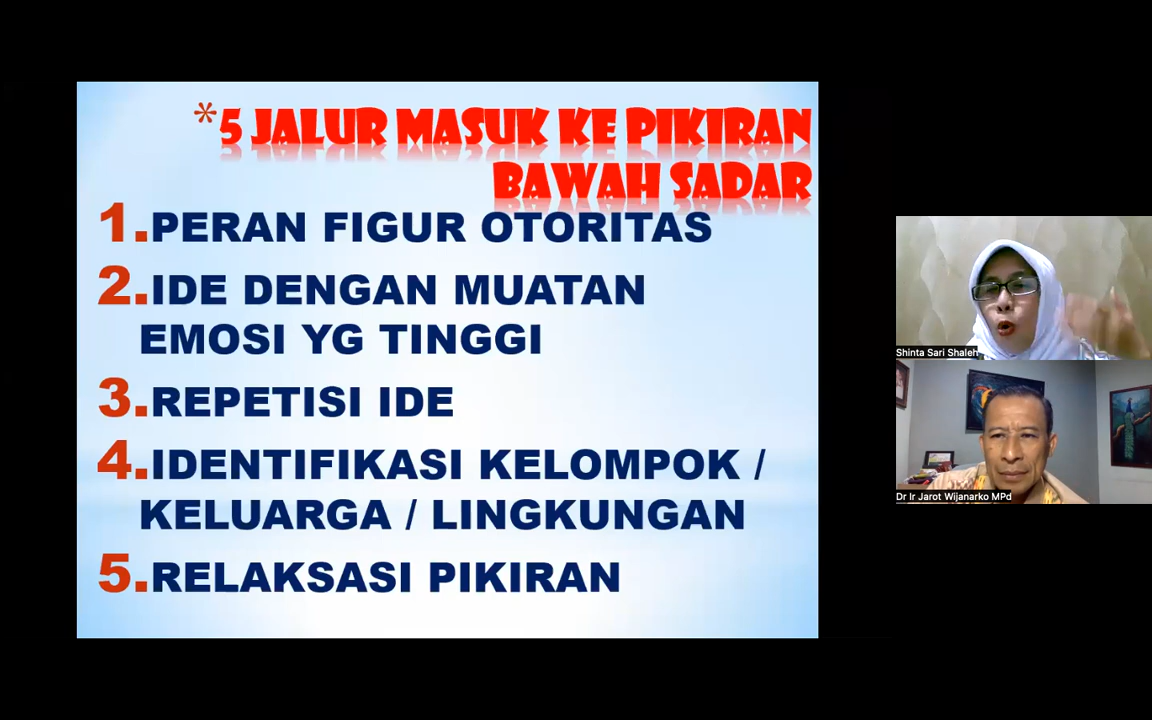 *5 JALUR MASUK KE PIKIRAN
BAWAH SADAR
1.PERAN FIGUR OTORITAS
2.IDE DENGAN MUATAN
EMOSI YG TINGGI
3.REPETISI IDE
4.IDENTIFIKASI KELOMPOK /
KELUARGA / LINGKUNGAN
5.RELAKSASI PIKIRAN
Shinta Sari Shaleh
Dr Ir Jarot Wijanarko MPd